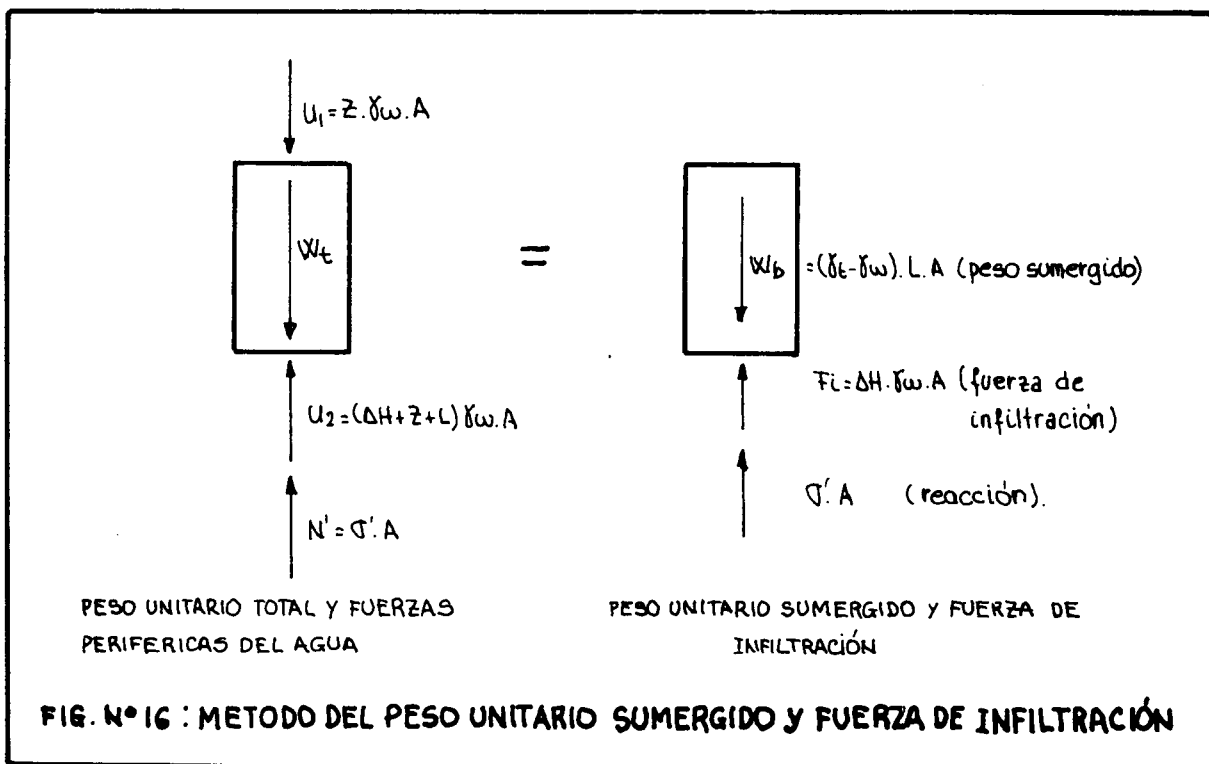 U₁=Z.γω.A
Wt
=
Wb =(γt-γω).L.A (peso sumergido)
U₂=(ΔH+Z+L)γω.A
Fi=ΔH.γω.A (fuerza de
infiltración)
N'=σ'.A
σ'.A (reacción).
PESO UNITARIO TOTAL Y FUERZAS
PERIFERICAS DEL AGUA
PESO UNITARIO SUMERGIDO Y FUERZA DE
INFILTRACIÓN
FIG. Nº 16 : METODO DEL PESO UNITARIO SUMERGIDO y FUERZA DE INFILTRACIÓN